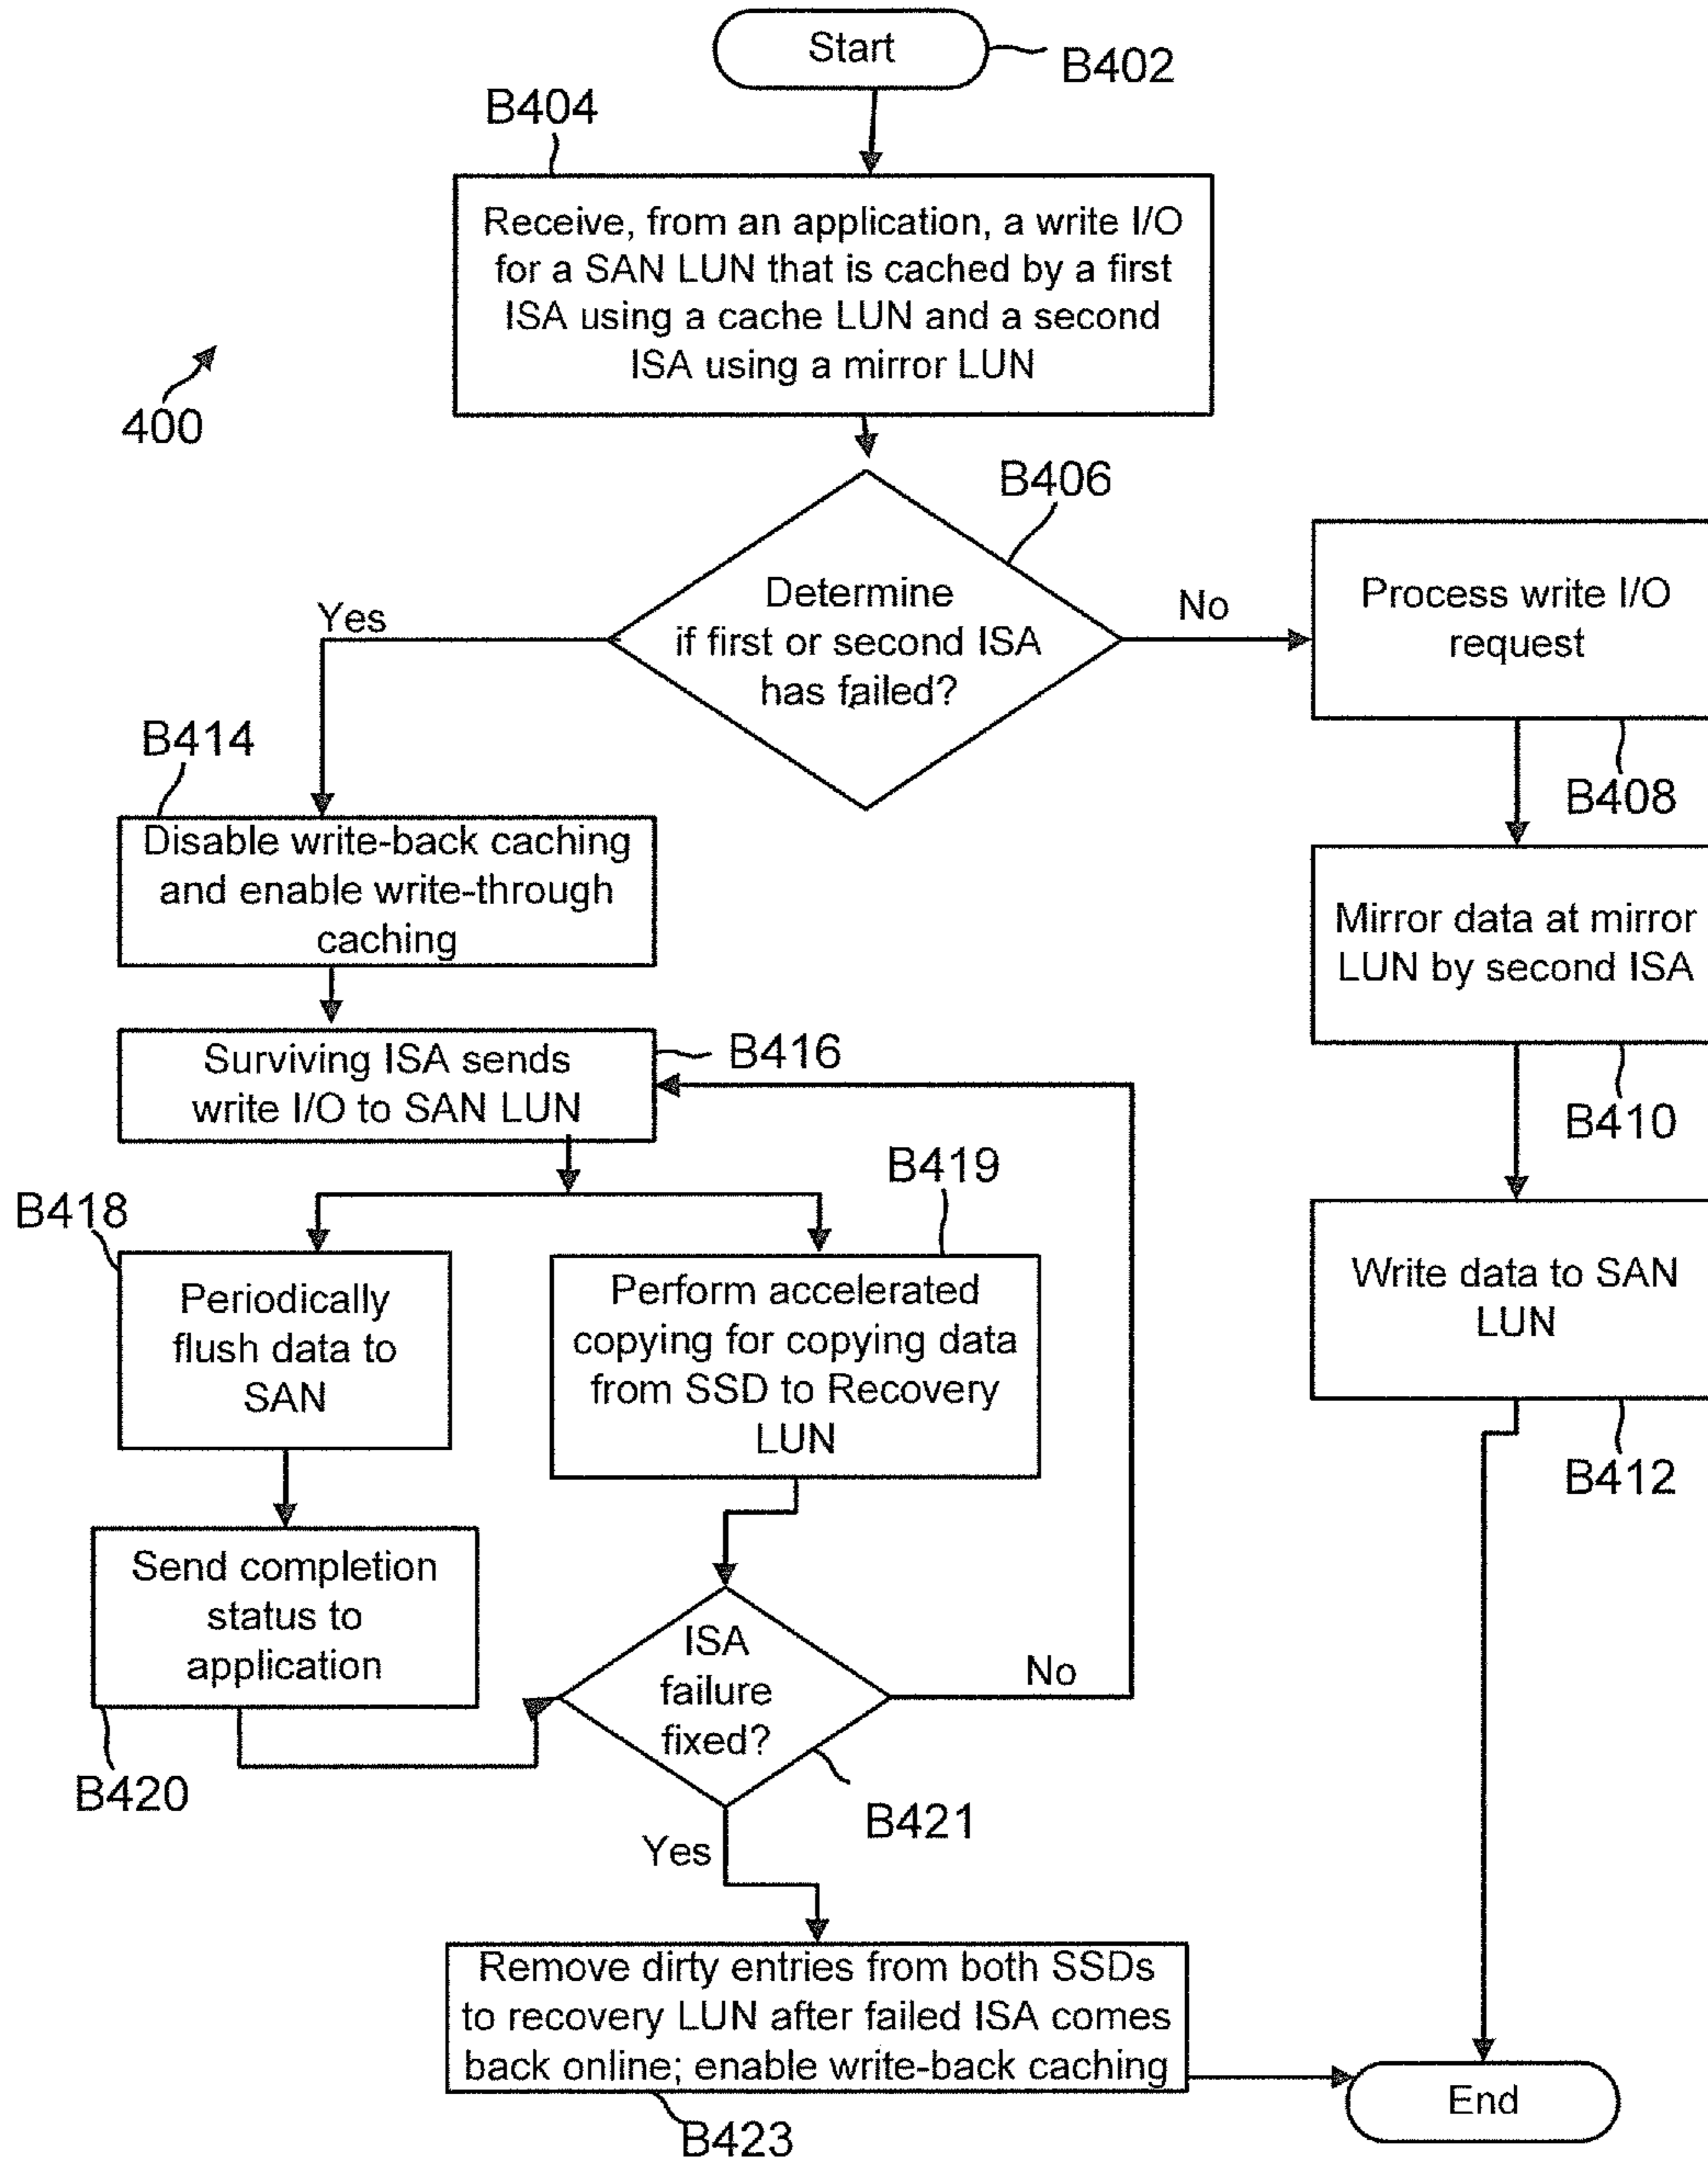 Start
B402
B404
Receive, from an application, a write I/O
for a SAN LUN that is cached by a first
ISA using a cache LUN and a second
ISA using a mirror LUN
400
B406
Determine
if first or second ISA
has failed?
Yes
No
Process write I/O
request
B408
B414
Disable write-back caching
and enable write-through
caching
Mirror data at mirror
LUN by second ISA
B410
Surviving ISA sends
write I/O to SAN LUN
B416
B418
B419
Periodically
flush data to
SAN
Perform accelerated
copying for copying data
from SSD to Recovery
LUN
Write data to SAN
LUN
B412
Send completion
status to
application
B420
ISA
failure
fixed?
No
B421
Yes
Remove dirty entries from both SSDs
to recovery LUN after failed ISA comes
back online; enable write-back caching
B423
End